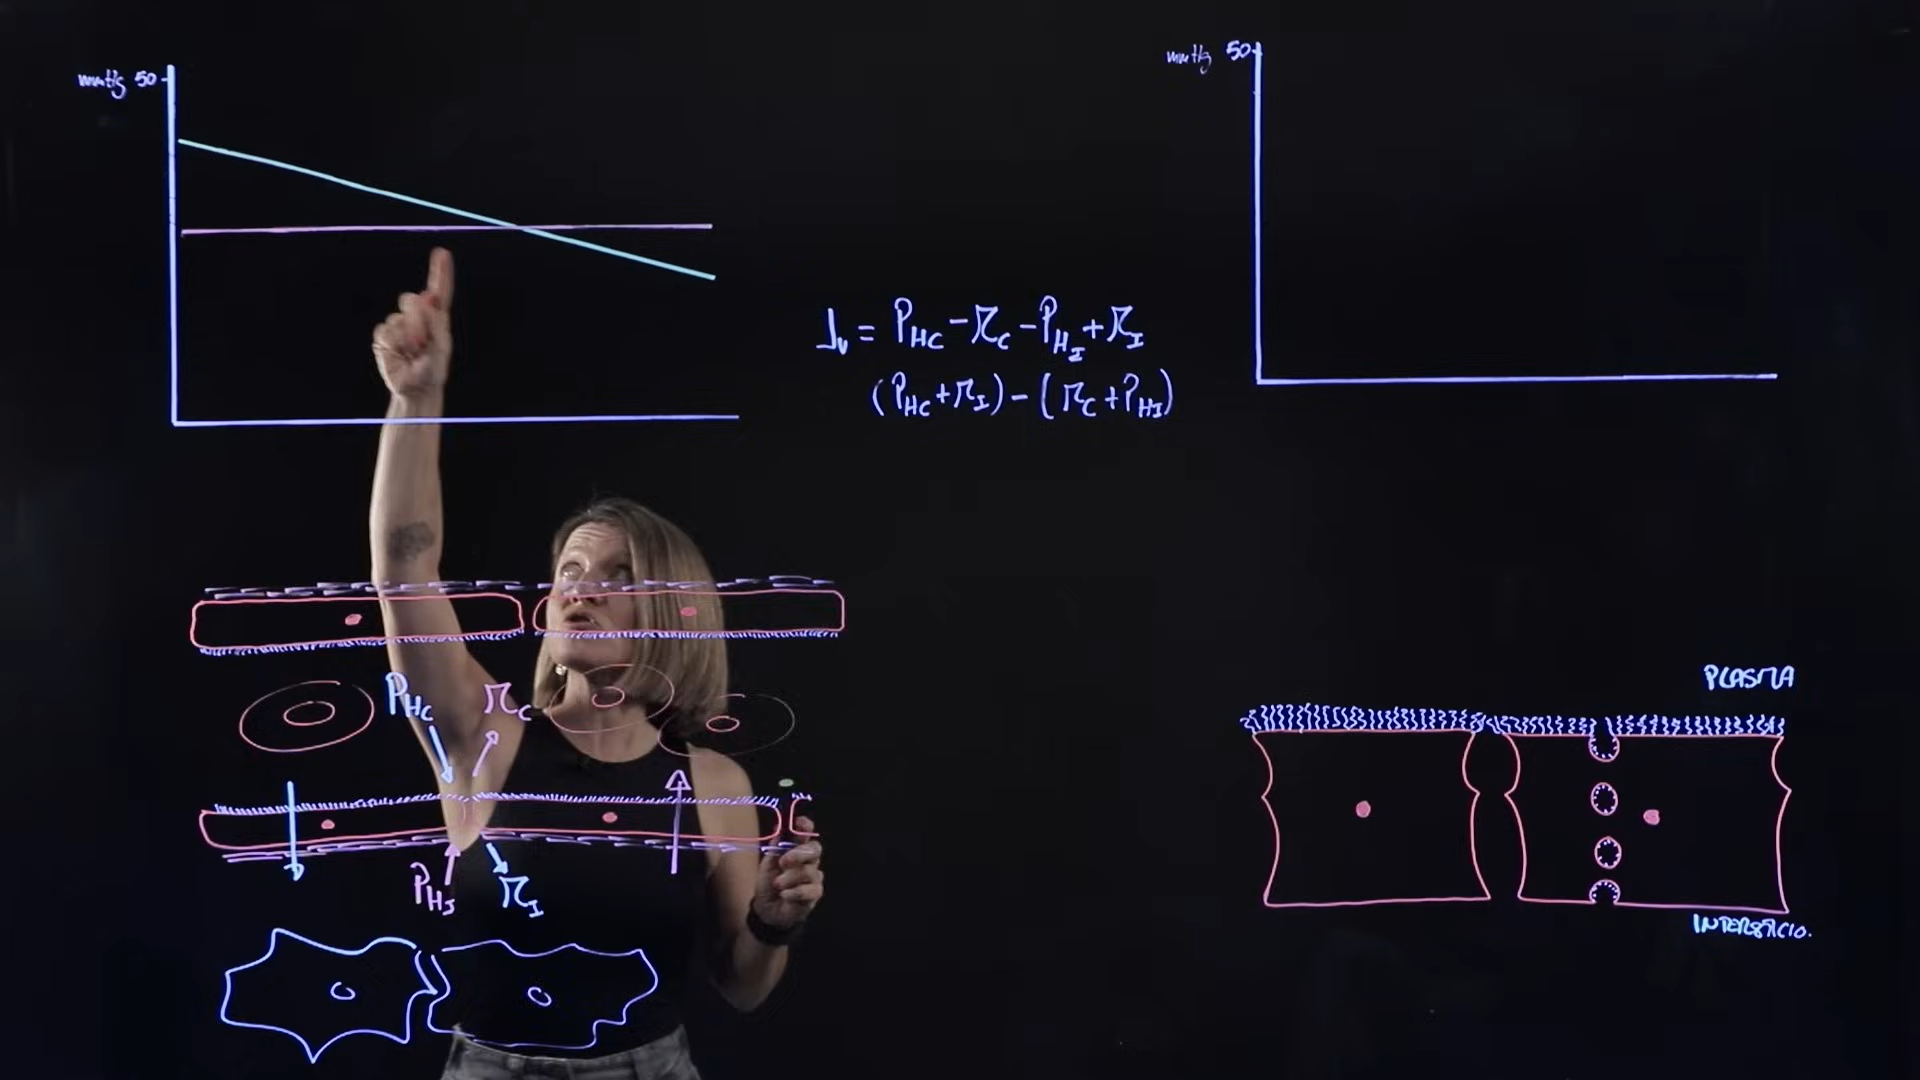 mmHg 50
mmHg 50
Jv = PHC - πC - PHI + πI
(PHC + πI) - (πC + PHI)
PHC πC
PHI πI
PLASMA
INTERSTICIO.